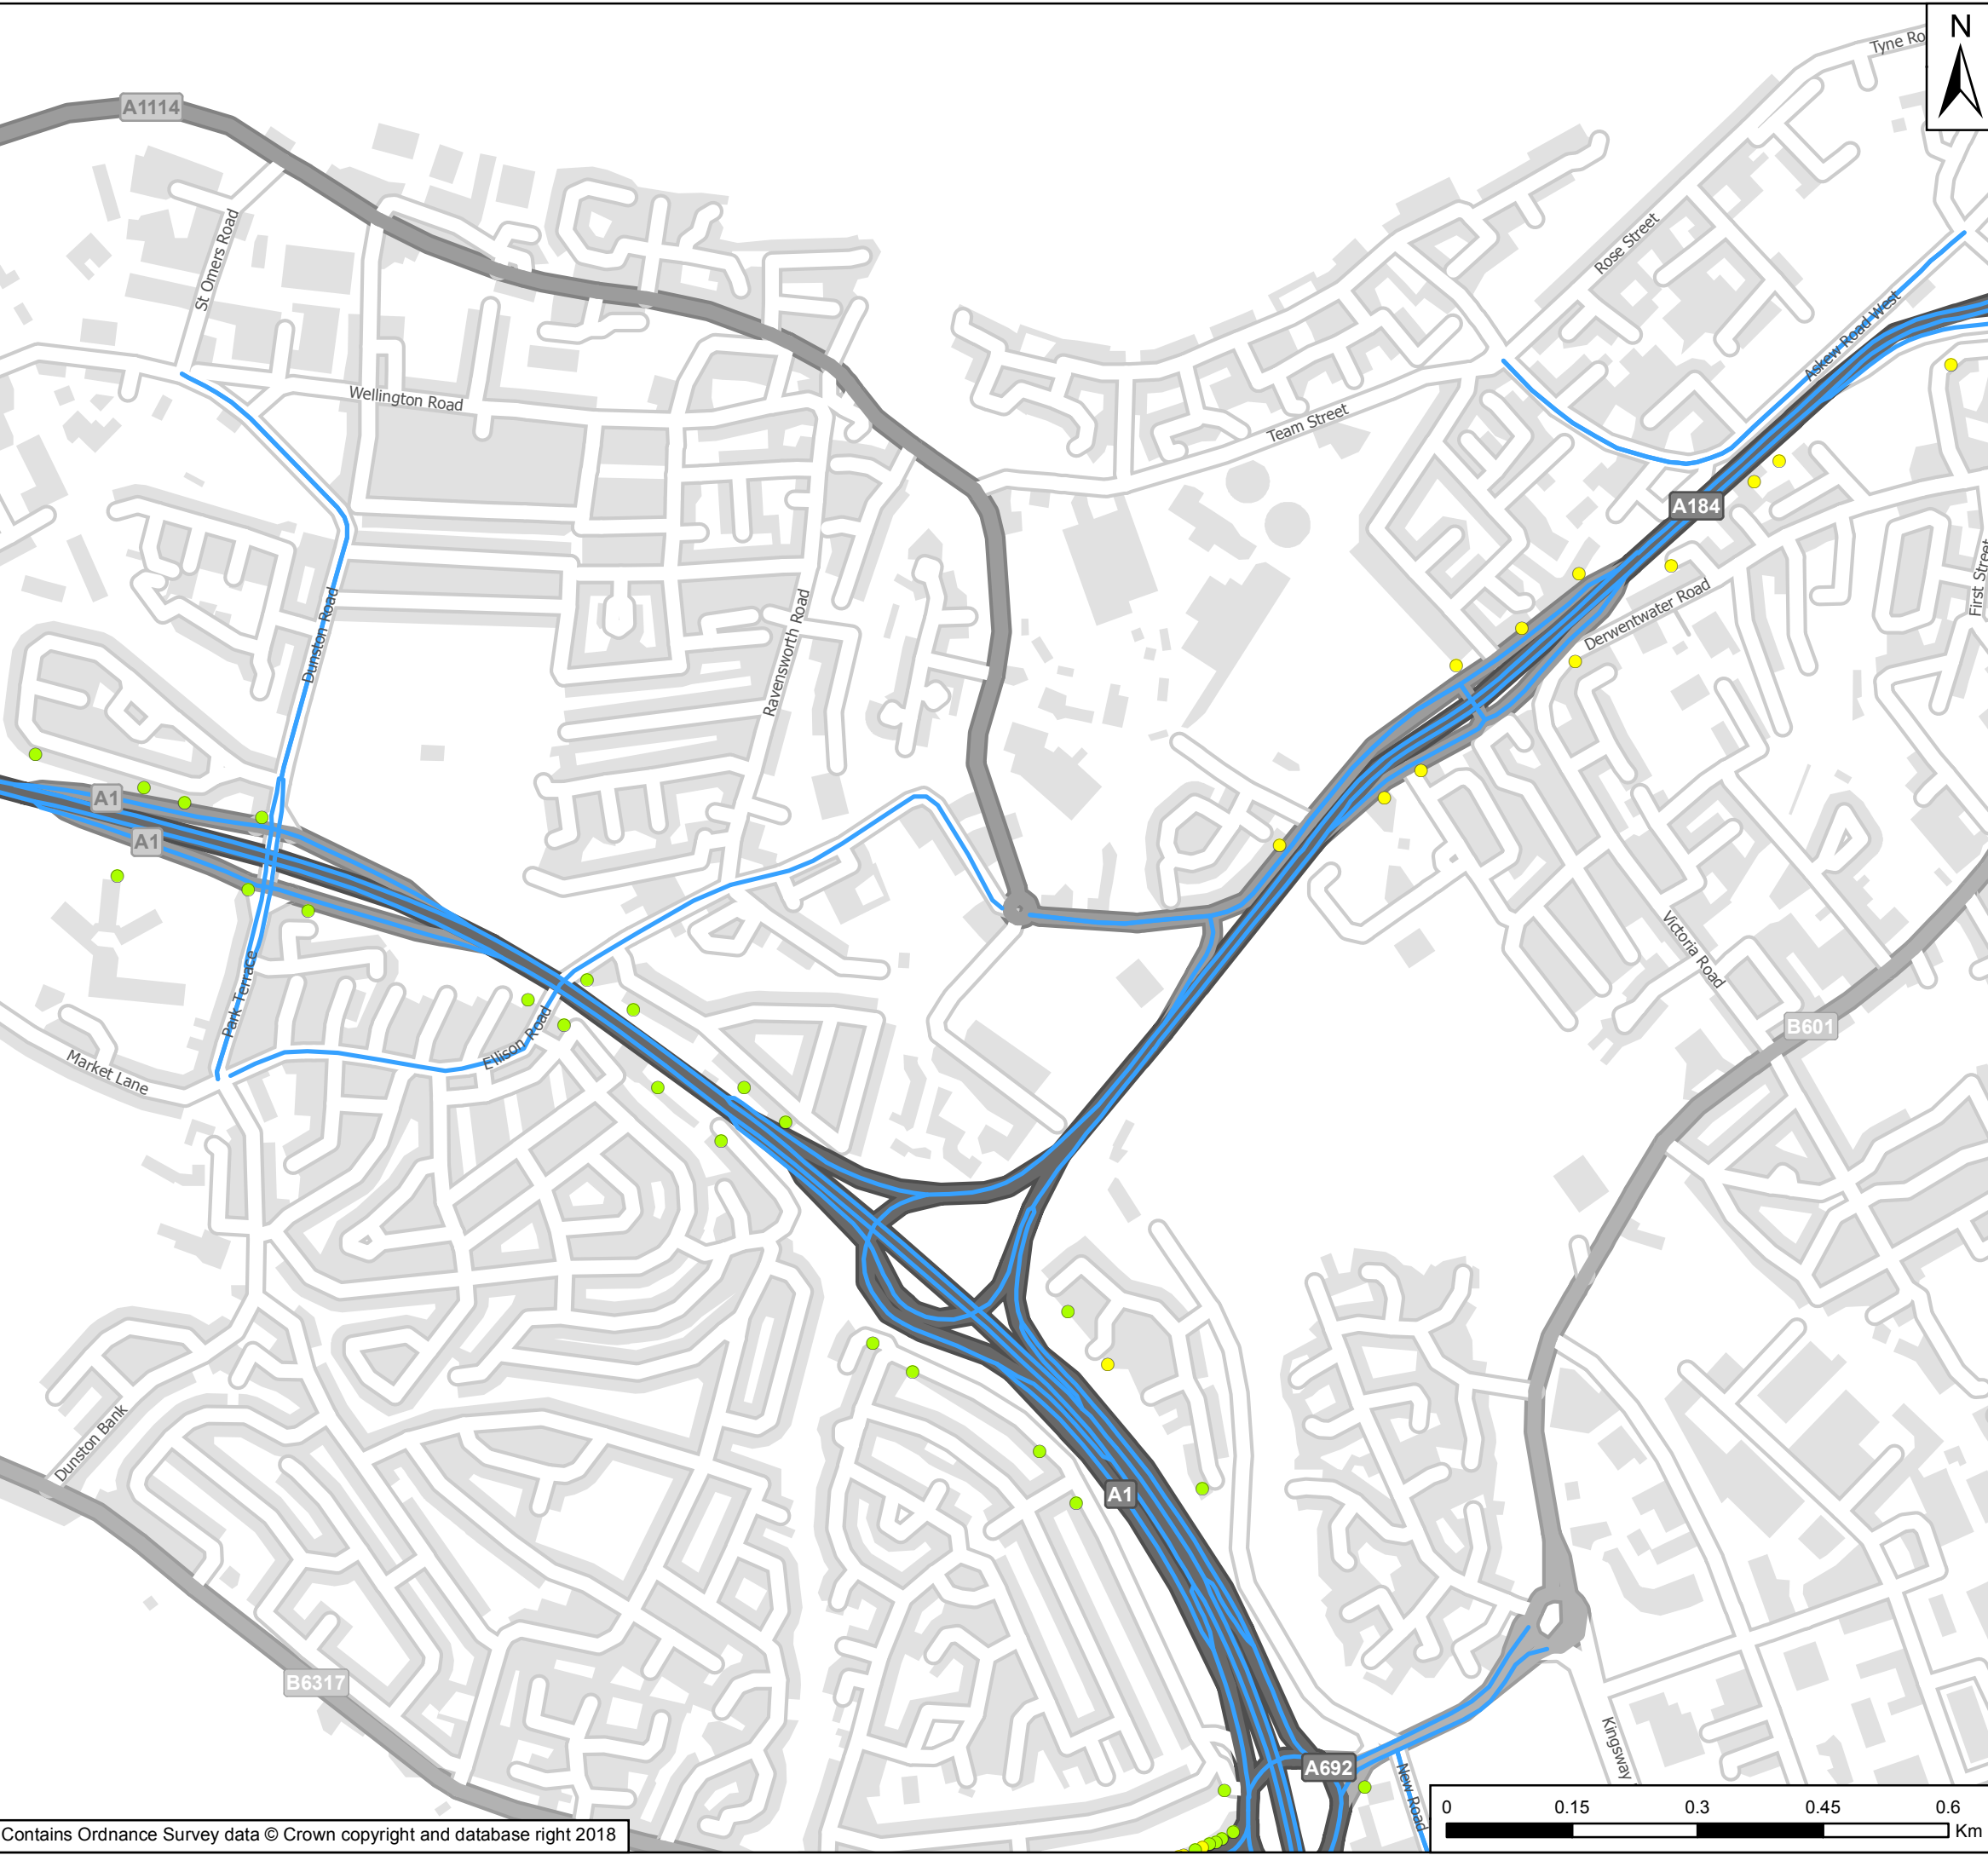 N
Tyne Ro
A1114
St Omers Road
Rose Street
Askew Road West
Wellington Road
Team Street
A184
First Street
Derwentwater Road
Dunston Road
Ravensworth Road
A1
A1
Victoria Road
Park Terrace
Ellison Road
B601
Market Lane
Dunston Bank
A1
B6317
Kingsway
A692
New Road
0 0.15 0.3 0.45 0.6
Km
Contains Ordnance Survey data © Crown copyright and database right 2018